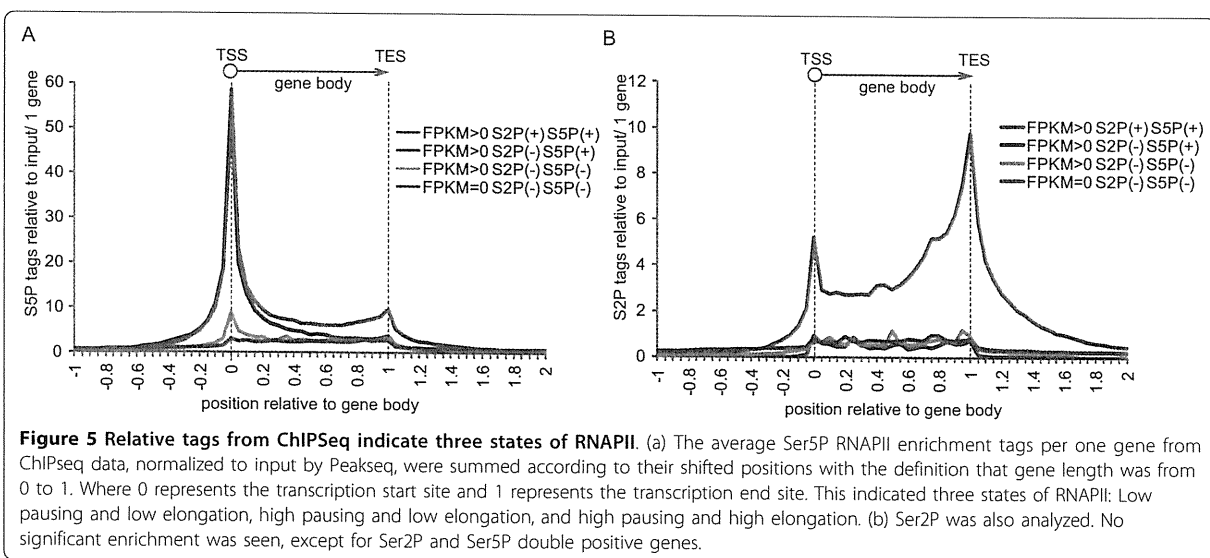 A
TSS
TES
gene body
60
50
40
30
20
10
0
S5P tags relative to input/ 1 gene
FPKM>0 S2P(+) S5P(+)
FPKM>0 S2P(-) S5P(+)
FPKM>0 S2P(-) S5P(-)
FPKM=0 S2P(-) S5P(-)
-1 -0.8 -0.6 -0.4 -0.2 0 0.2 0.4 0.6 0.8 1 1.2 1.4 1.6 1.8 2
position relative to gene body
B
TSS
TES
gene body
12
10
8
6
4
2
0
S2P tags relative to input/ 1 gene
FPKM>0 S2P(+) S5P(+)
FPKM>0 S2P(-) S5P(+)
FPKM>0 S2P(-) S5P(-)
FPKM=0 S2P(-) S5P(-)
-1 -0.8 -0.6 -0.4 -0.2 0 0.2 0.4 0.6 0.8 1 1.2 1.4 1.6 1.8 2
position relative to gene body
Figure 5 Relative tags from ChIPSeq indicate three states of RNAPII. (a) The average Ser5P RNAPII enrichment tags per one gene from
ChIPseq data, normalized to input by Peakseq, were summed according to their shifted positions with the definition that gene length was from
0 to 1. Where 0 represents the transcription start site and 1 represents the transcription end site. This indicated three states of RNAPII: Low
pausing and low elongation, high pausing and low elongation, and high pausing and high elongation. (b) Ser2P was also analyzed. No
significant enrichment was seen, except for Ser2P and Ser5P double positive genes.